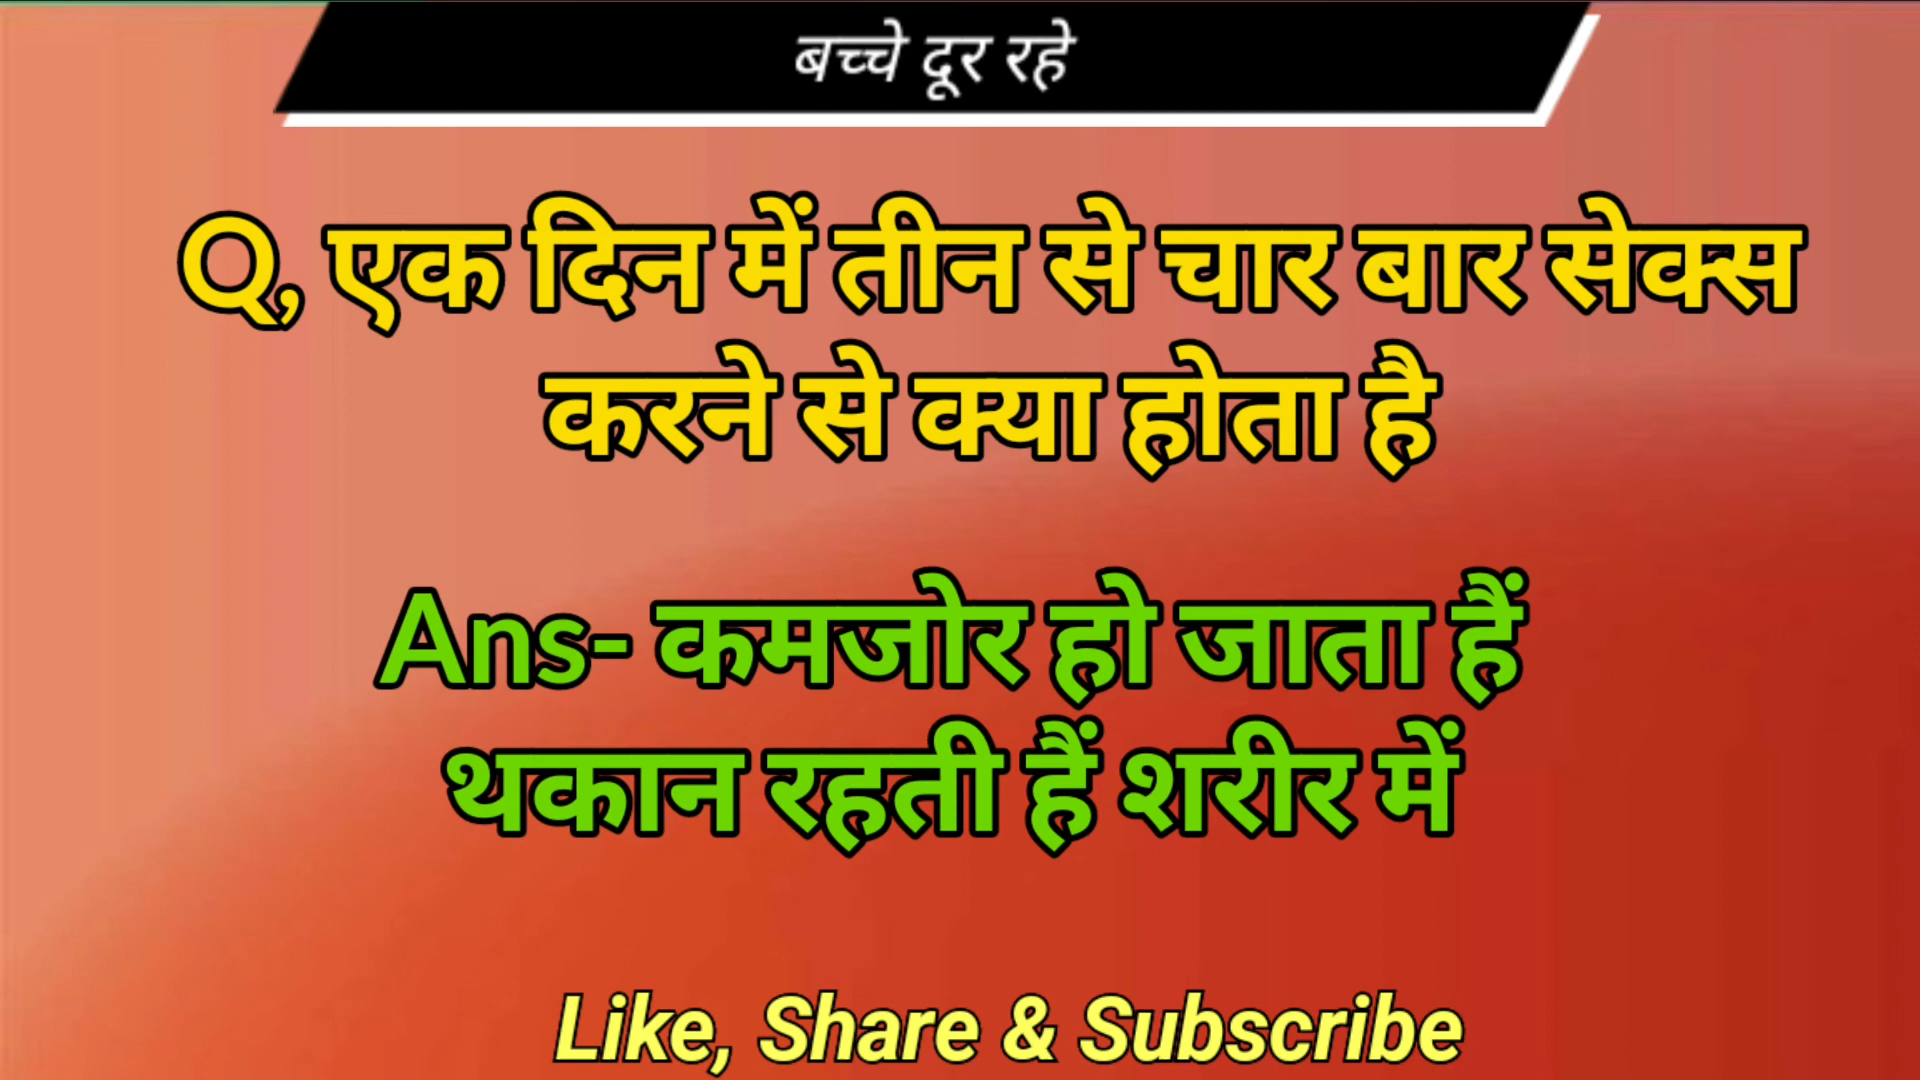 बच्चे दूर रहे
Q, एक दिन में तीन से चार बार सेक्स
करने से क्या होता है
Ans- कमजोर हो जाता हैं
थकान रहती हैं शरीर में
Like, Share & Subscribe